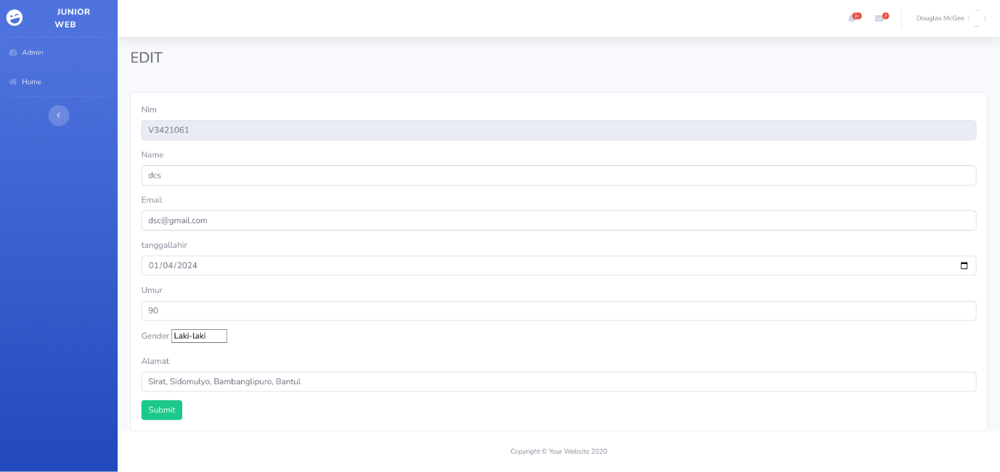 JUNIOR
WEB
Admin
Home
3+
7
Douglas McGee
EDIT
Nim
V3421061
Name
dcs
Email
dsc@gmail.com
tanggallahir
01/04/2024
Umur
90
Gender Laki-laki
Alamat
Sirat, Sidomulyo, Bambanglipuro, Bantul
Submit
Copyright © Your Website 2020